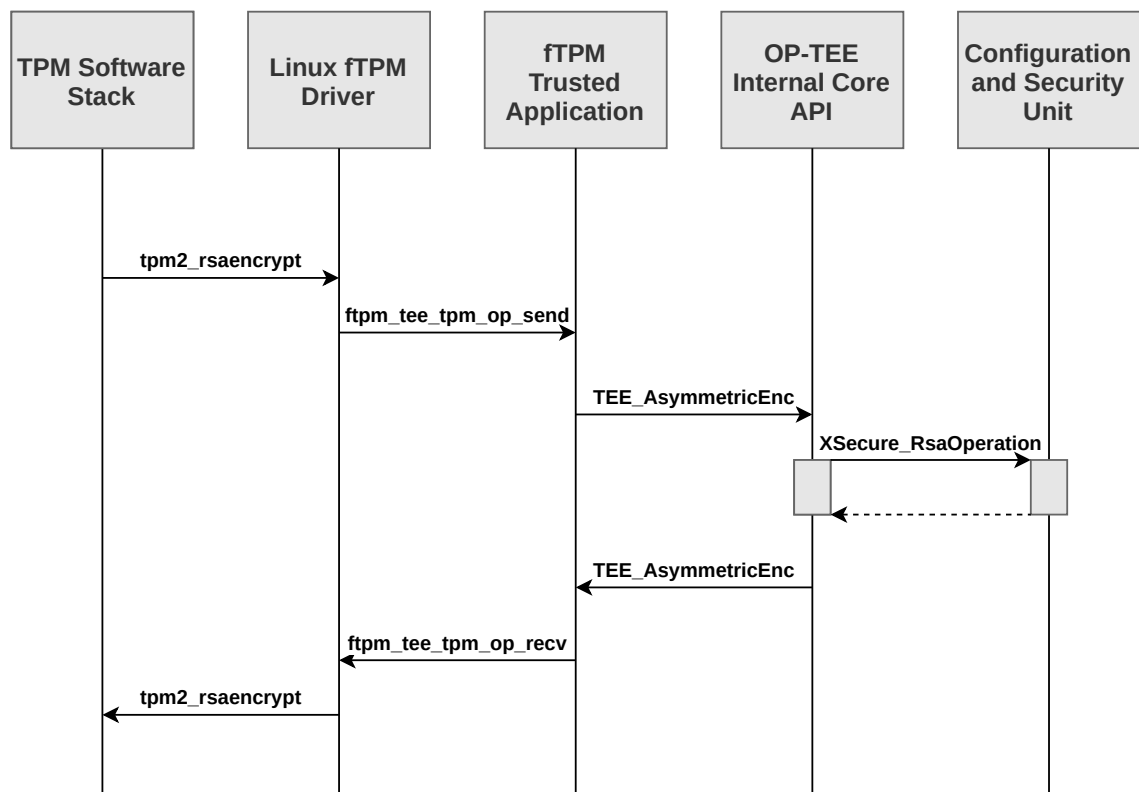 TPM Software
Stack
Linux fTPM
Driver
fTPM
Trusted
Application
OP-TEE
Internal Core
API
Configuration
and Security
Unit
tpm2_rsaencrypt
ftpm_tee_tpm_op_send
TEE_AsymmetricEnc
XSecure_RsaOperation
TEE_AsymmetricEnc
ftpm_tee_tpm_op_recv
tpm2_rsaencrypt